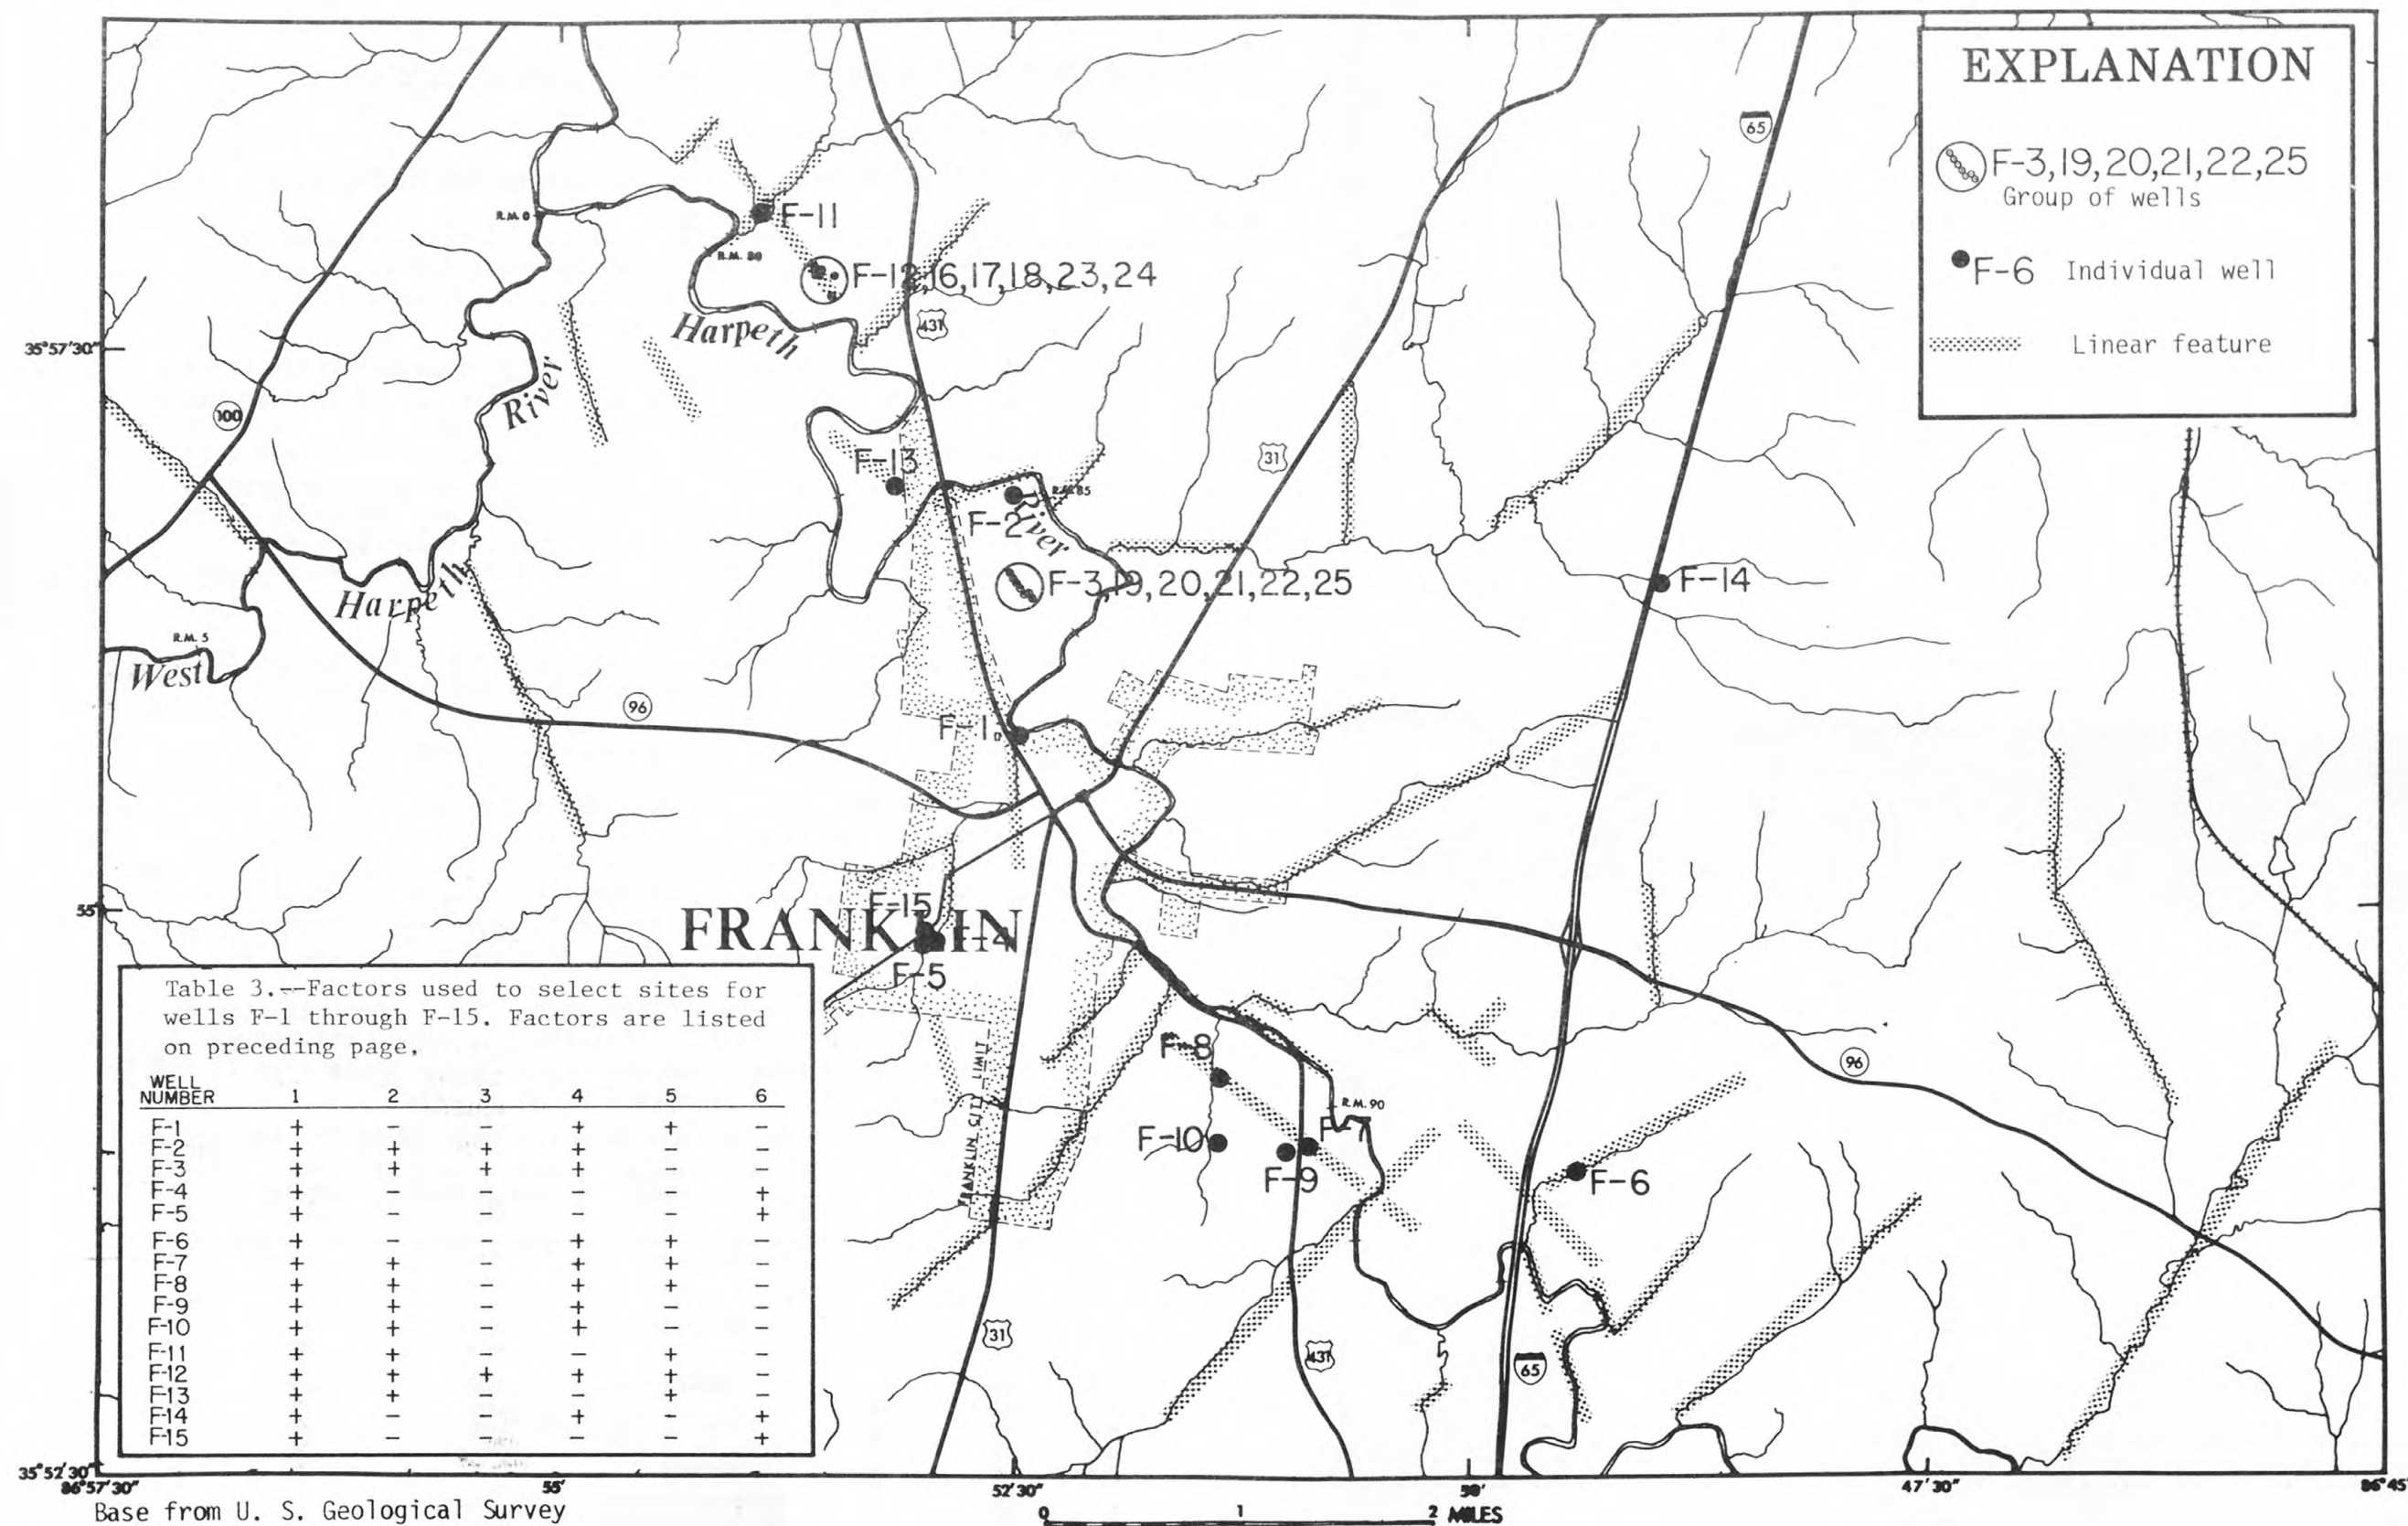 EXPLANATION
F-3,19,20,21,22,25
Group of wells
F-6 Individual well
Linear feature
65
R.M. 0
F-11
R.M. 80
F-12,16,17,18,23,24
431
Harpeth
35°57'30"
River
100
31
F-13
R.M. 85
F-2
River
F-3,19,20,21,22,25
F-14
Harpeth
R.M. 5
West
96
F-1
55'
F-15
FRANKLIN
F-4
F-5
F-8
96
R.M. 90
F-7
F-10
F-9
F-6
FRANKLIN CITY LIMIT
31
431
65
Table 3.--Factors used to select sites for
wells F-1 through F-15. Factors are listed
on preceding page.
WELL
NUMBER 1 2 3 4 5 6
F-1 + - - + + -
F-2 + + + + - -
F-3 + + + + - -
F-4 + - - - - +
F-5 + - - - - +
F-6 + - - + + -
F-7 + + - + + -
F-8 + + - + + -
F-9 + + - + - -
F-10 + + - + - -
F-11 + + - - + -
F-12 + + + + + -
F-13 + + - - + -
F-14 + - - + - +
F-15 + - - - - +
35°52'30"
86°57'30" 55' 52'30" 50' 47'30" 86°45'
Base from U. S. Geological Survey
0 1 2 MILES